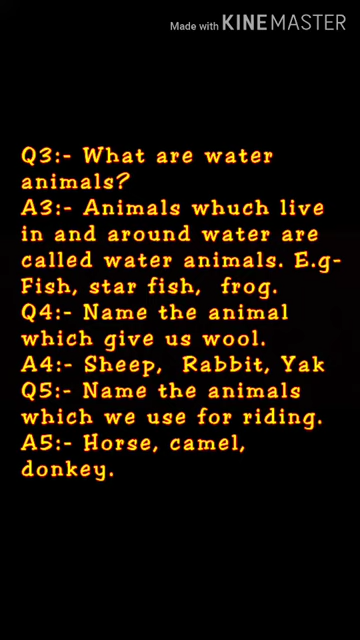 Made with KINEMASTER
Q3:- What are water
animals?
A3:- Animals whuch live
in and around water are
called water animals. E.g-
Fish, star fish, frog.
Q4:- Name the animal
which give us wool.
A4:- Sheep, Rabbit, Yak
Q5:- Name the animals
which we use for riding.
A5:- Horse, camel,
donkey.